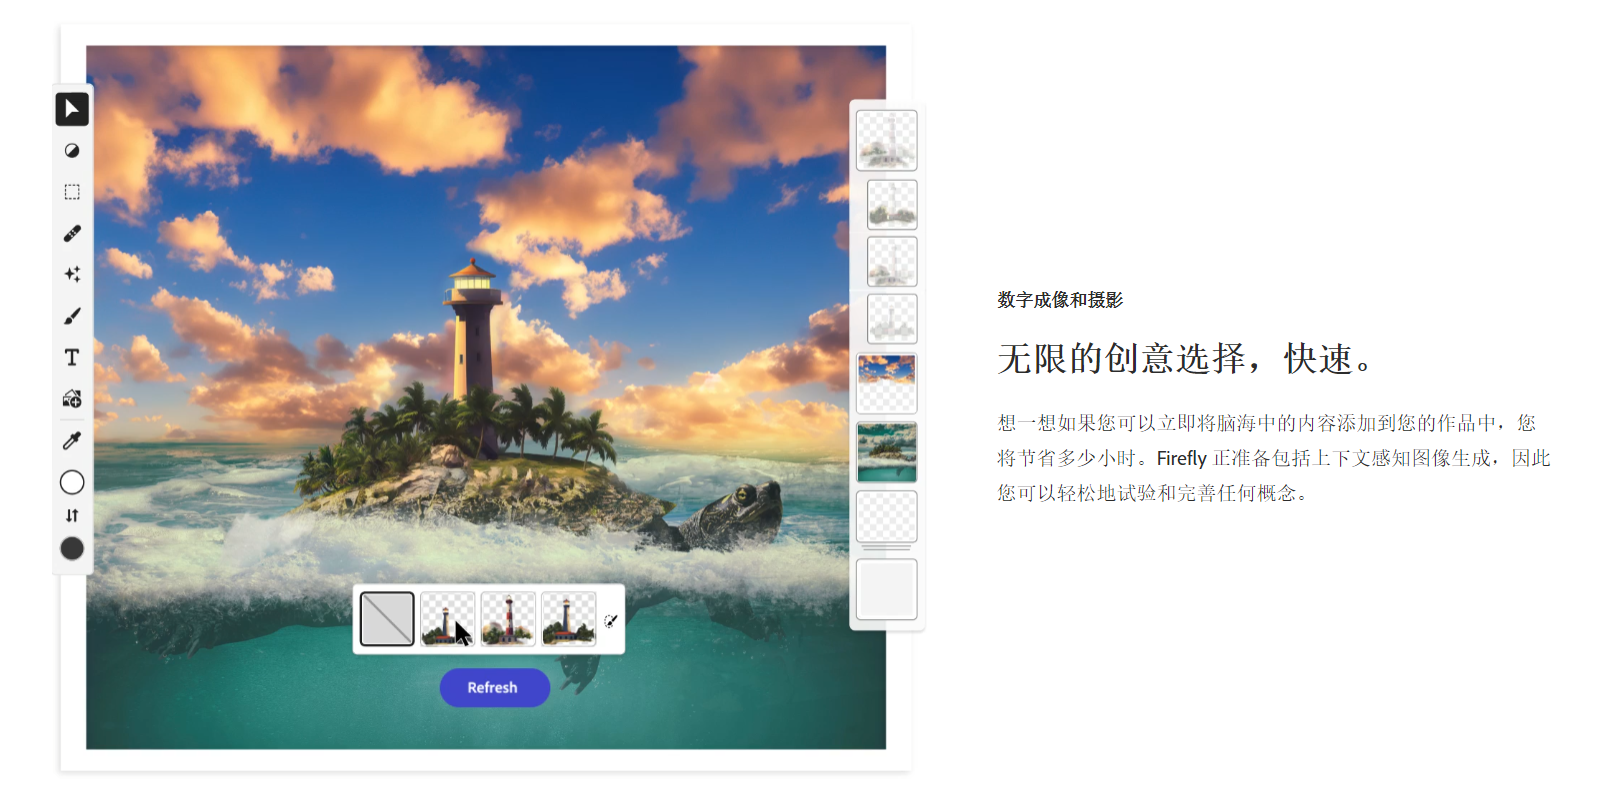 数字成像和摄影
无限的创意选择，快速。
想一想如果您可以立即将脑海中的内容添加到您的作品中，您
将节省多少小时。Firefly 正准备包括上下文感知图像生成，因此
您可以轻松地试验和完善任何概念。
Refresh